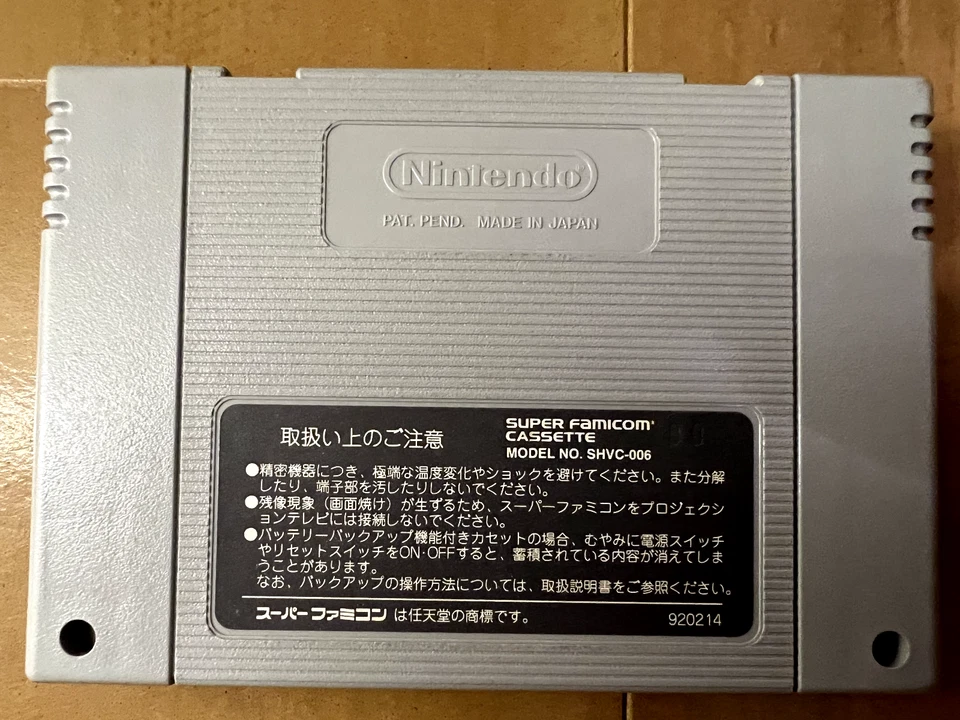 Nintendo®
PAT. PEND. MADE IN JAPAN
取扱い上のご注意
SUPER FAMICOM®
CASSETTE
MODEL NO. SHVC-006
●精密機器につき、極端な温度変化やショックを避けてください。また分解
したり、端子部を汚したりしないでください。
●残像現象（画面焼け）が生ずるため、スーパーファミコンをプロジェクシ
ョンテレビには接続しないでください。
●バッテリーバックアップ機能付きカセットの場合、むやみに電源スイッチ
やリセットスイッチをON・OFFすると、蓄積されている内容が消えてしま
うことがあります。
なお、バックアップの操作方法については、取扱説明書をご参照ください。
スーパーファミコン は任天堂の商標です。
920214